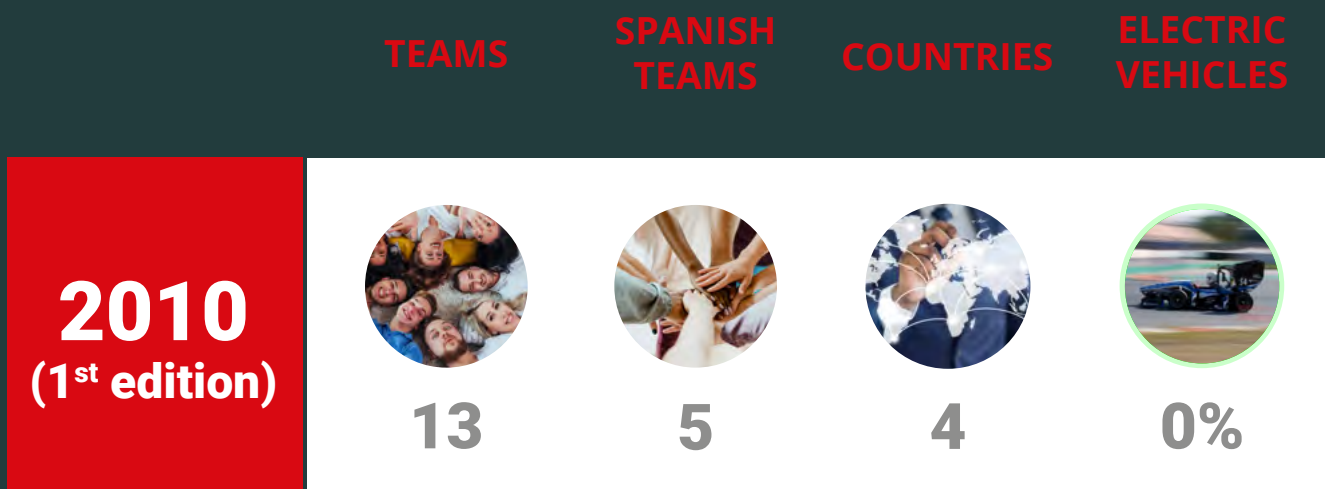 TEAMS
SPANISH
TEAMS
COUNTRIES
ELECTRIC
VEHICLES
2010
(1st edition)
13
5
4
0%